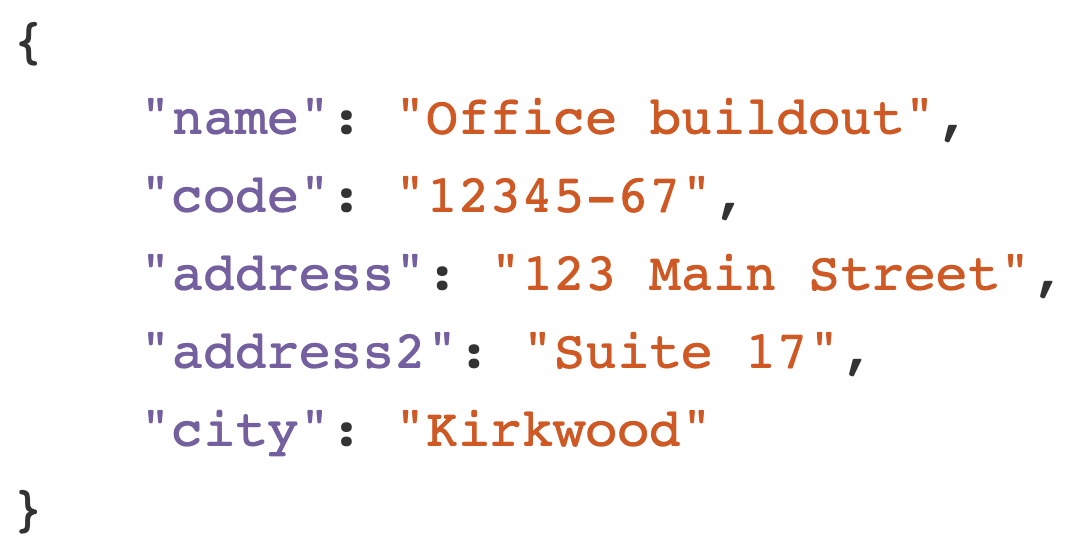 {
    "name": "Office buildout",
    "code": "12345-67",
    "address": "123 Main Street",
    "address2": "Suite 17",
    "city": "Kirkwood"
}